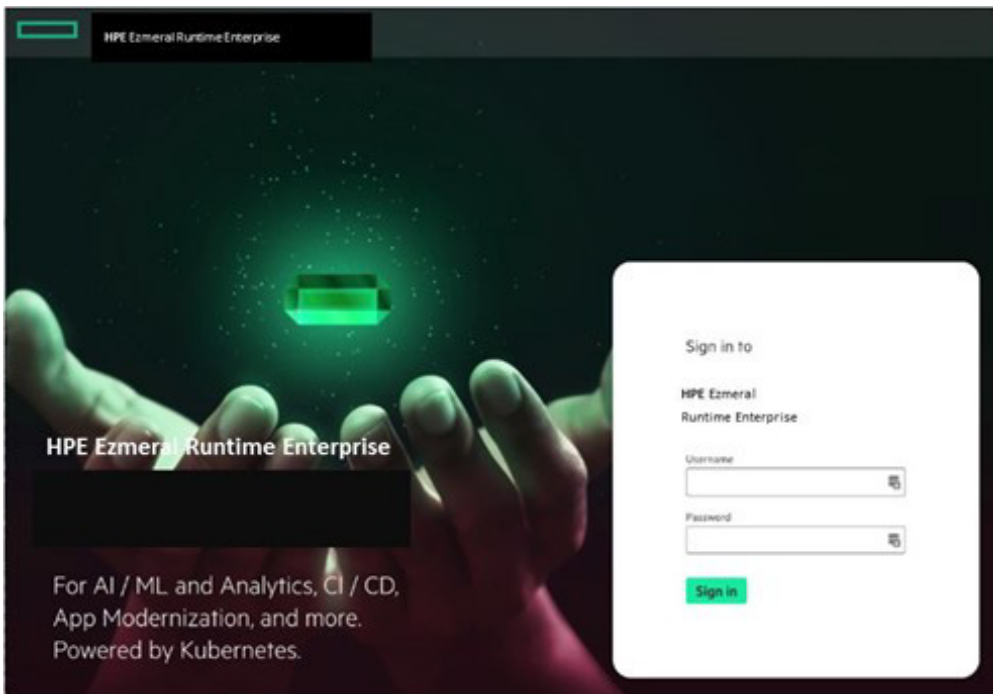 HPE Ezmeral Runtime Enterprise
HPE Ezmeral Runtime Enterprise
For AI / ML and Analytics, CI / CD,
App Modernization, and more.
Powered by Kubernetes.
Sign in to
HPE Ezmeral
Runtime Enterprise
Username
Password
Sign in